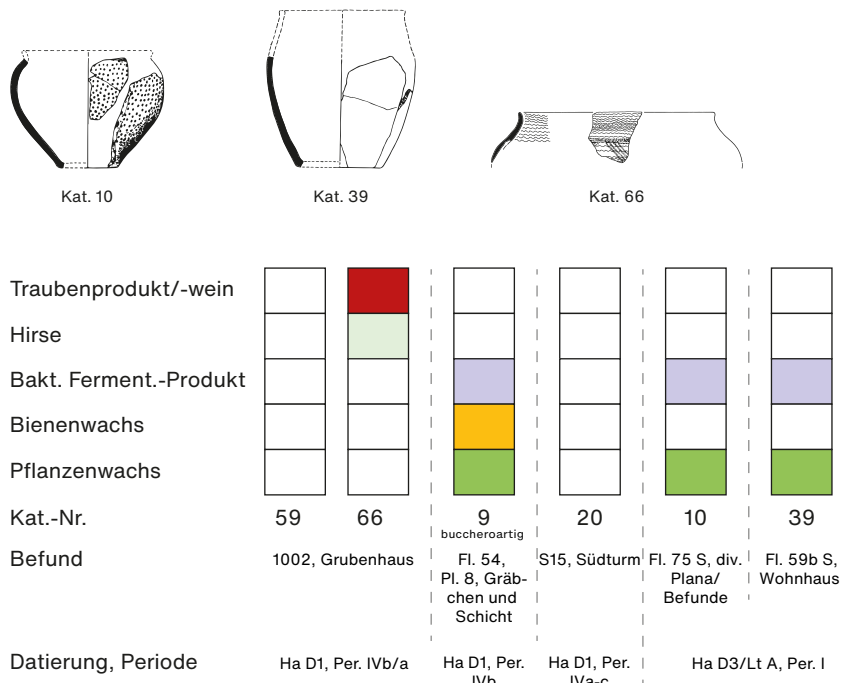 Kat. 10
Kat. 39
Kat. 66
Traubenprodukt/-wein
Hirse
Bakt. Ferment.-Produkt
Bienenwachs
Pflanzenwachs
Kat.-Nr.
59
66
9
buccheroartig
20
10
39
Befund
1002, Grubenhaus
Fl. 54,
Pl. 8, Gräb-
chen und
Schicht
S15, Südturm
Fl. 75 S, div.
Plana/
Befunde
Fl. 59b S,
Wohnhaus
Datierung, Periode
Ha D1, Per. IVb/a
Ha D1, Per.
IVb
Ha D1, Per.
IVa-c
Ha D3/Lt A, Per. I